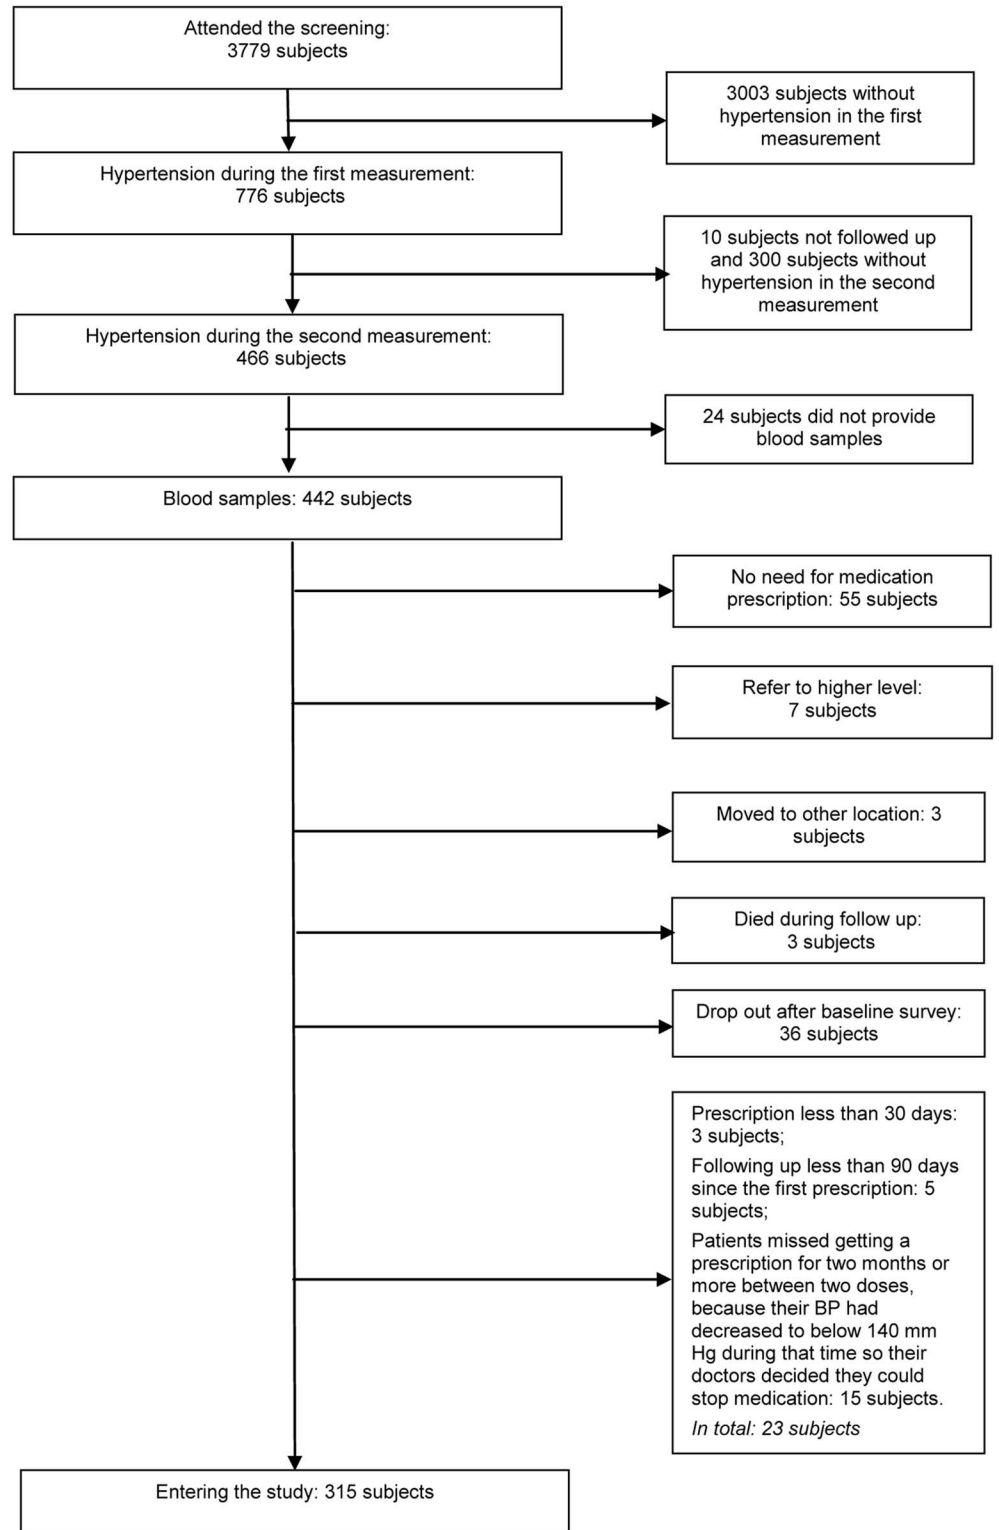 Attended the screening:
3779 subjects
3003 subjects without
hypertension in the first
measurement
Hypertension during the first measurement:
776 subjects
10 subjects not followed up
and 300 subjects without
hypertension in the second
measurement
Hypertension during the second measurement:
466 subjects
24 subjects did not provide
blood samples
Blood samples: 442 subjects
No need for medication
prescription: 55 subjects
Refer to higher level:
7 subjects
Moved to other location: 3
subjects
Died during follow up:
3 subjects
Drop out after baseline survey:
36 subjects
Prescription less than 30 days:
3 subjects;
Following up less than 90 days
since the first prescription: 5
subjects;
Patients missed getting a
prescription for two months or
more between two doses,
because their BP had
decreased to below 140 mm
Hg during that time so their
doctors decided they could
stop medication: 15 subjects.
In total: 23 subjects
Entering the study: 315 subjects